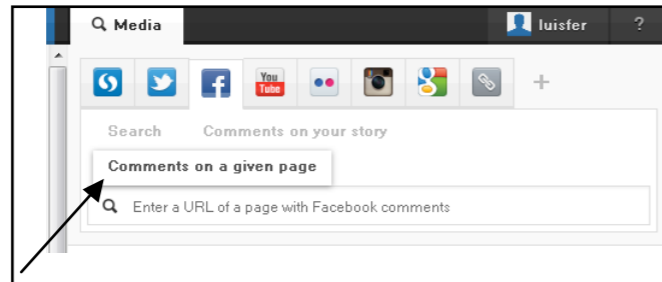 Media luisfer ?
You Tube
Search Comments on your story
Comments on a given page
Enter a URL of a page with Facebook comments